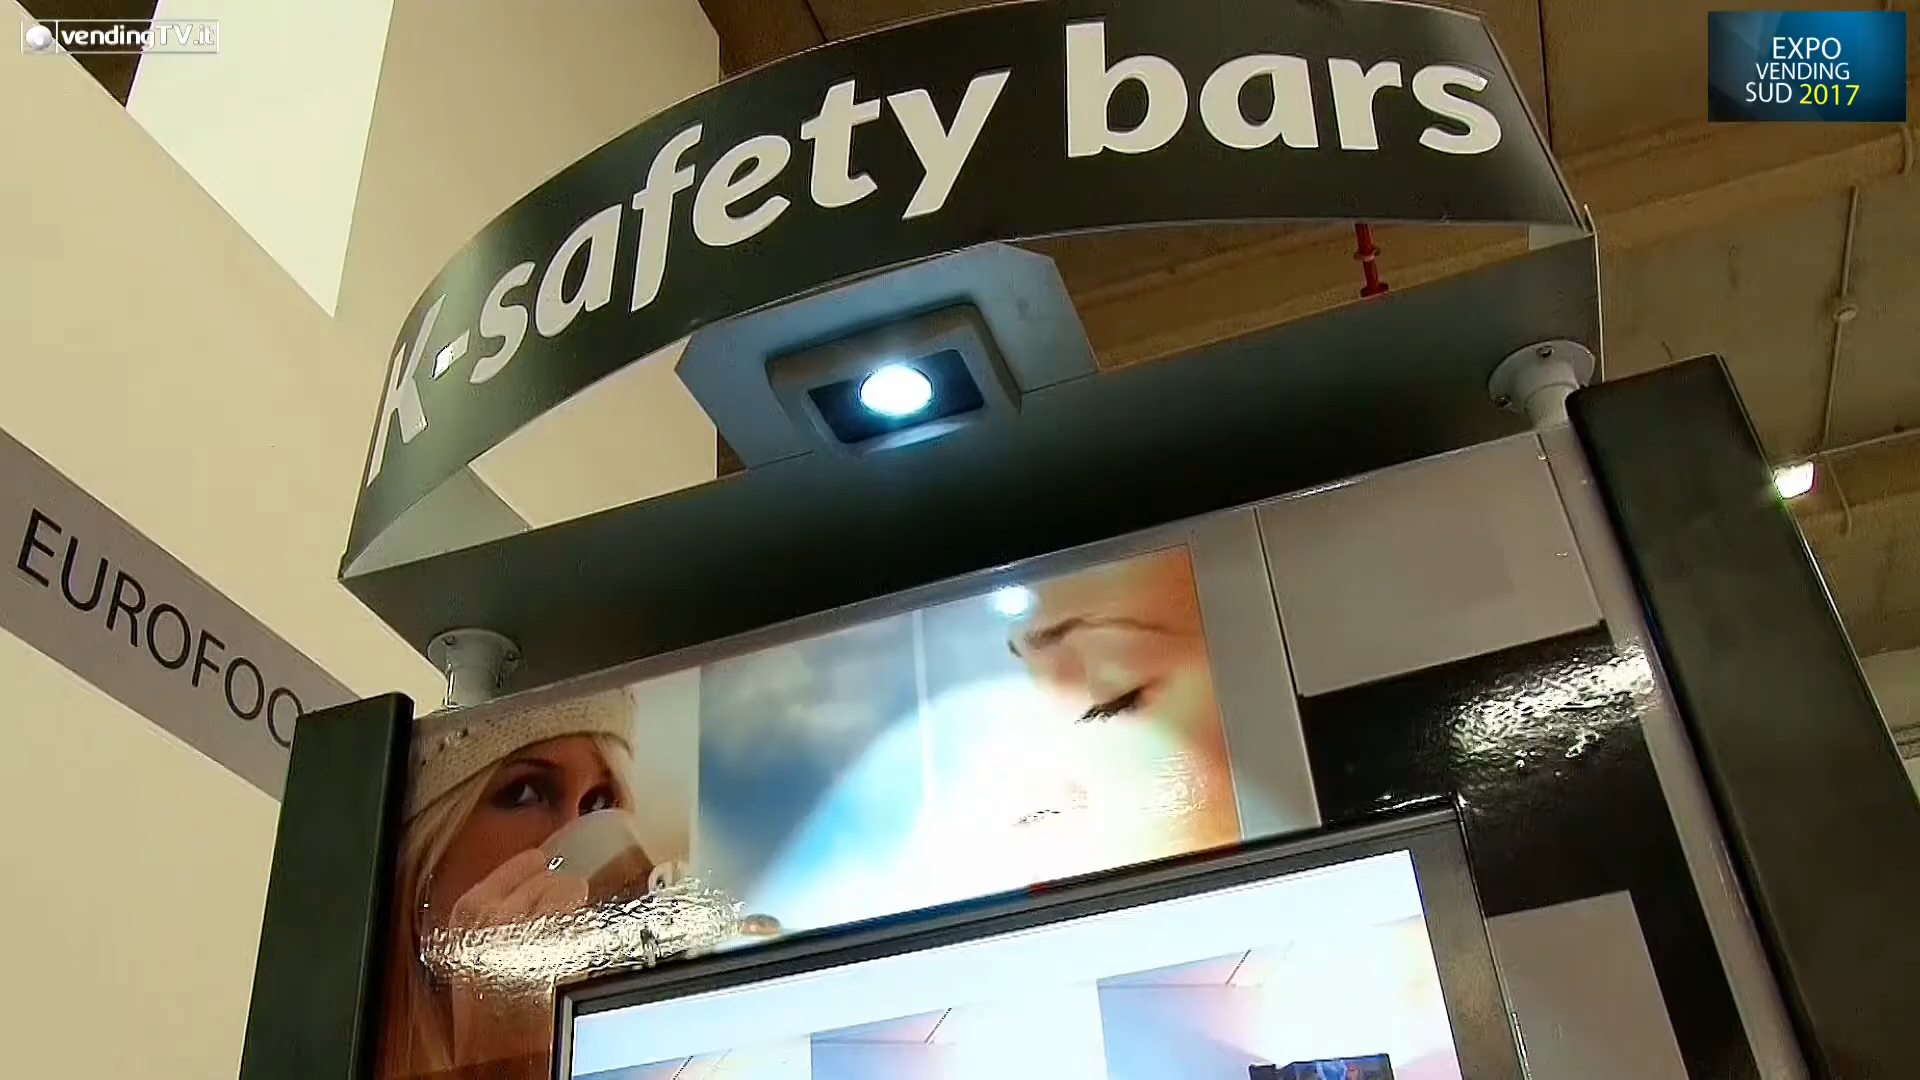 vendingTV.it
EXPO
VENDING
SUD 2017
K-safety bars
EUROFOO